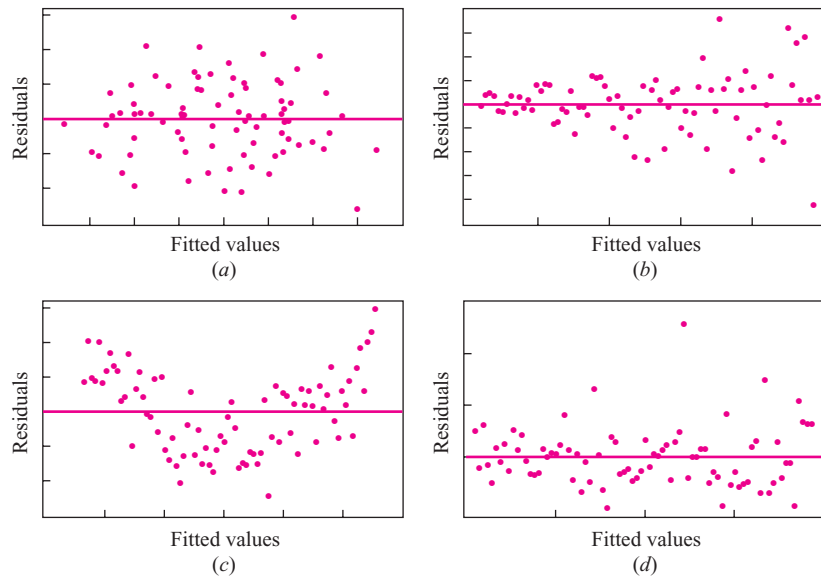 Residuals
Fitted values
(a)
Residuals
Fitted values
(b)
Residuals
Fitted values
(c)
Residuals
Fitted values
(d)